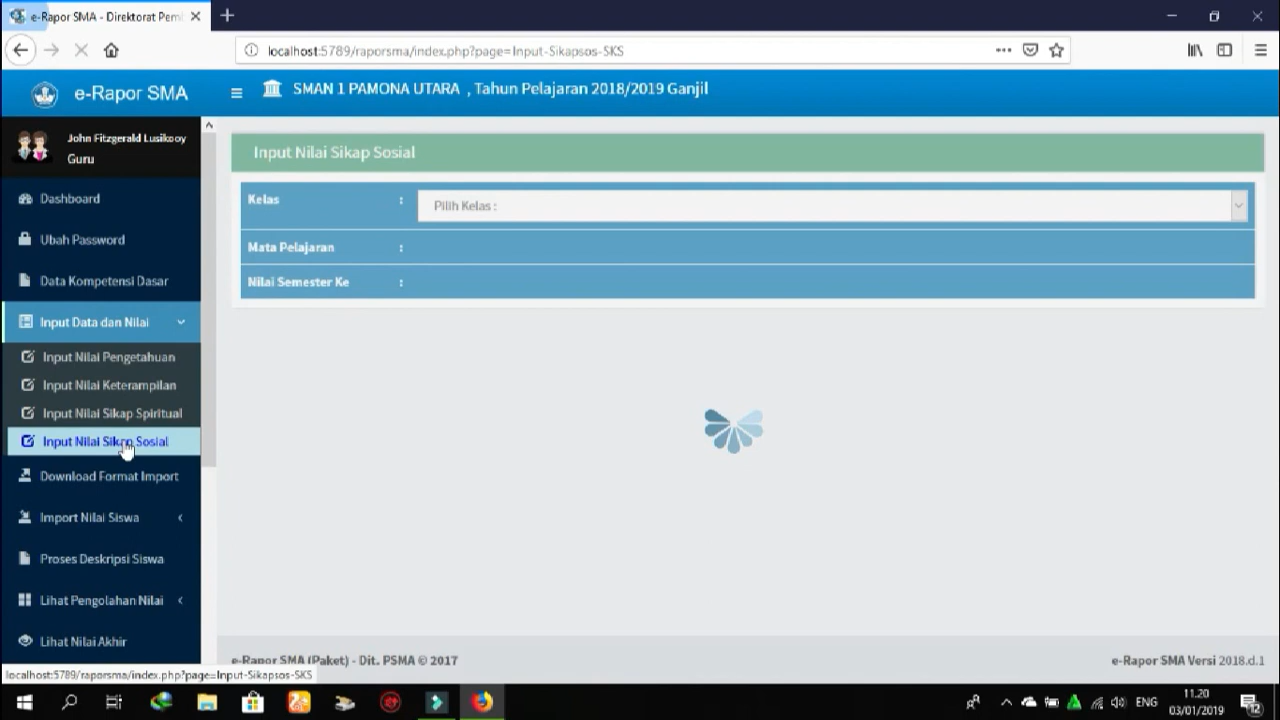 e-Rapor SMA - Direktorat Pem
localhost:5789/raporsma/index.php?page=Input-Sikapsos-SKS
e-Rapor SMA
SMAN 1 PAMONA UTARA , Tahun Pelajaran 2018/2019 Ganjil
John Fitzgerald Lusikooy
Guru
Dashboard
Ubah Password
Data Kompetensi Dasar
Input Data dan Nilai
Input Nilai Pengetahuan
Input Nilai Keterampilan
Input Nilai Sikap Spiritual
Input Nilai Sikap Sosial
Download Format Import
Import Nilai Siswa
Proses Deskripsi Siswa
Lihat Pengolahan Nilai
Lihat Nilai Akhir
Input Nilai Sikap Sosial
Kelas :
Pilih Kelas :
Mata Pelajaran :
Nilai Semester Ke :
e-Rapor SMA (Paket) - Dit. PSMA © 2017
e-Rapor SMA Versi 2018.d.1
localhost:5789/raporsma/index.php?page=Input-Sikapsos-SKS
ENG
11.20
03/01/2019
12